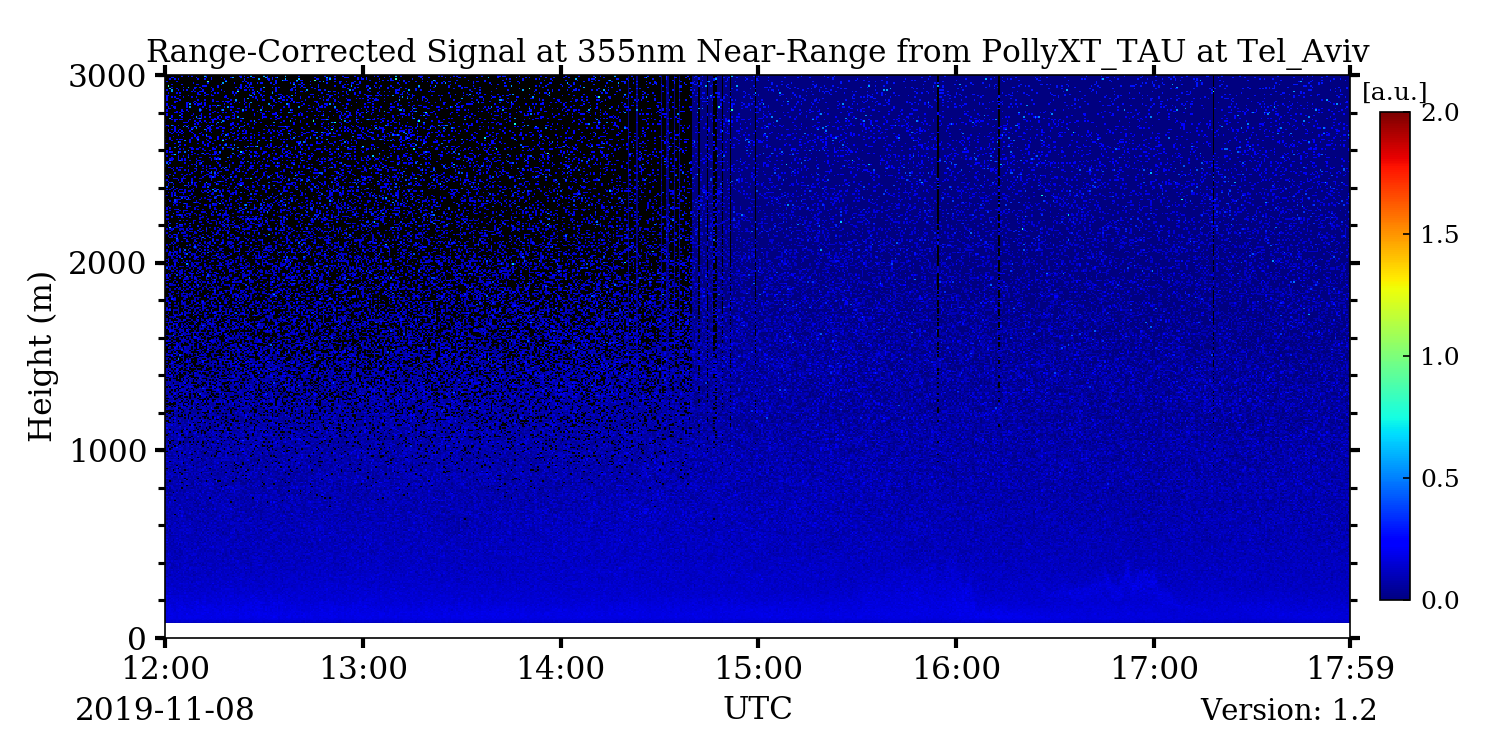 Range-Corrected Signal at 355nm Near-Range from PollyXT_TAU at Tel_Aviv
[a.u.]
3000
2000
1000
0
Height (m)
2.0
1.5
1.0
0.5
0.0
12:00 13:00 14:00 15:00 16:00 17:00 17:59
2019-11-08 UTC Version: 1.2